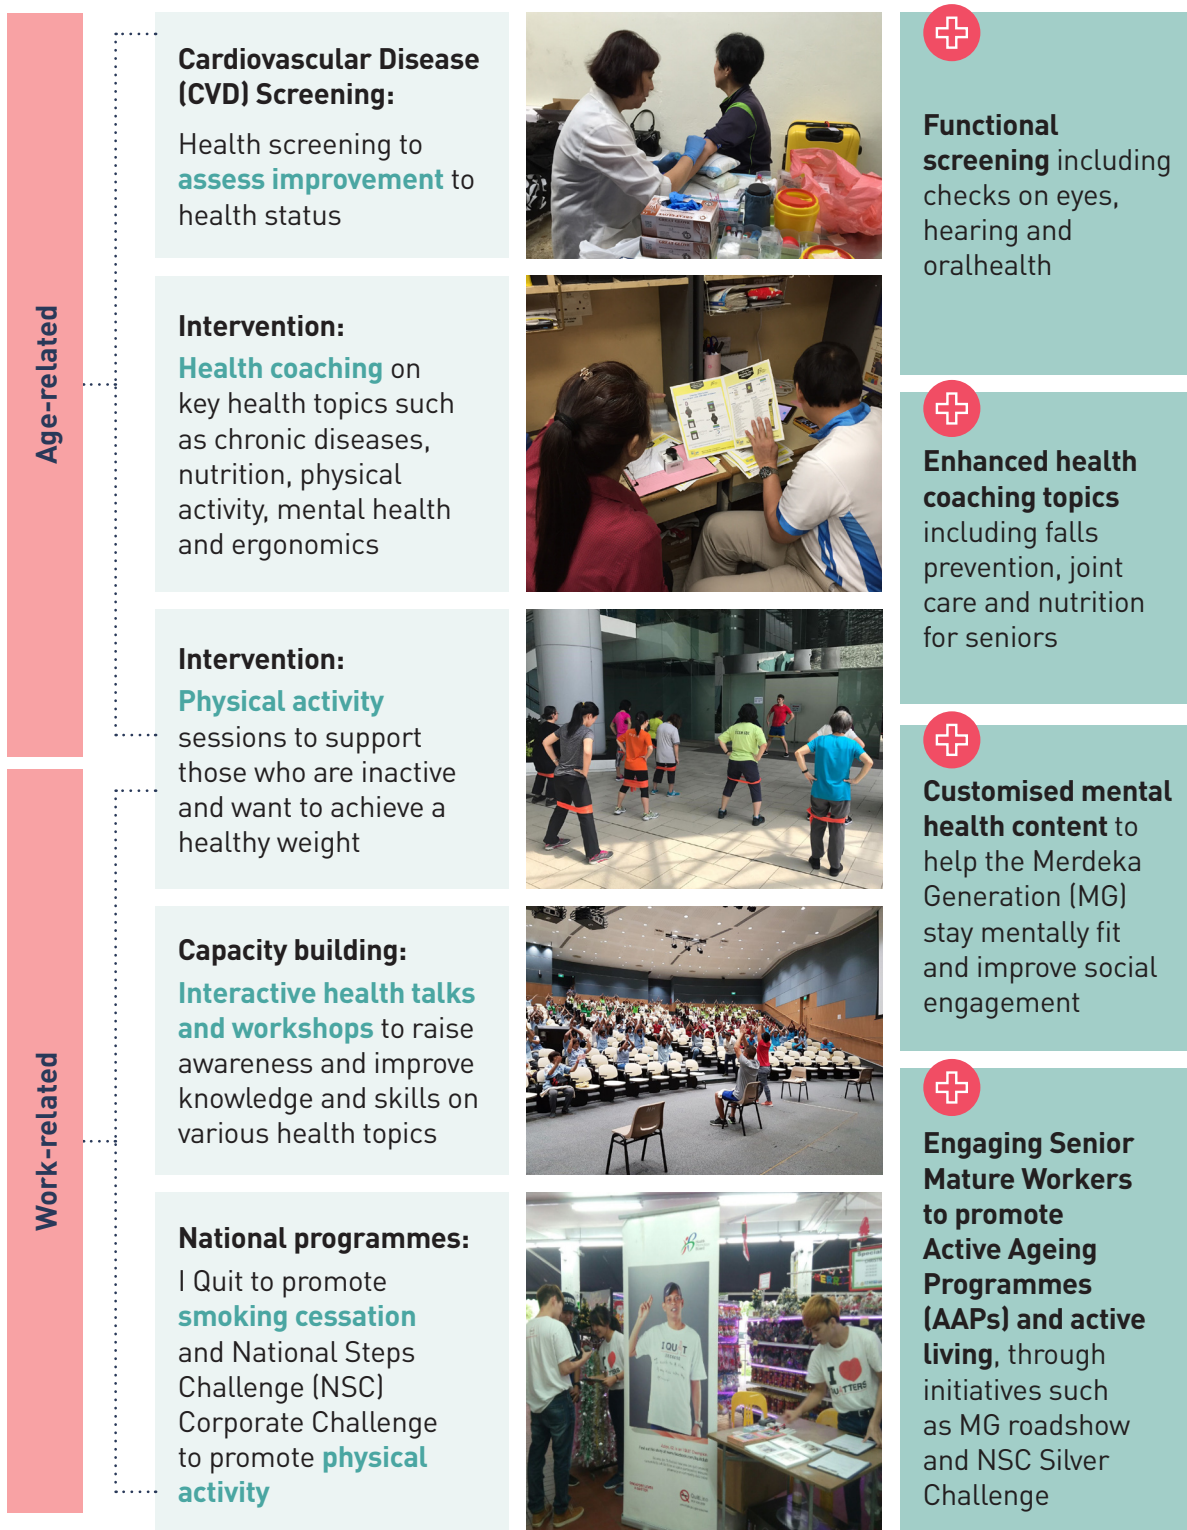 Age-related
Cardiovascular Disease
(CVD) Screening:
Health screening to
assess improvement to
health status
Intervention:
Health coaching on
key health topics such
as chronic diseases,
nutrition, physical
activity, mental health
and ergonomics
Intervention:
Physical activity
sessions to support
those who are inactive
and want to achieve a
healthy weight
Work-related
Capacity building:
Interactive health talks
and workshops to raise
awareness and improve
knowledge and skills on
various health topics
National programmes:
I Quit to promote
smoking cessation
and National Steps
Challenge (NSC)
Corporate Challenge
to promote physical
activity
I QUIT
Functional
screening including
checks on eyes,
hearing and
oralhealth
Enhanced health
coaching topics
including falls
prevention, joint
care and nutrition
for seniors
Customised mental
health content to
help the Merdeka
Generation (MG)
stay mentally fit
and improve social
engagement
Engaging Senior
Mature Workers
to promote
Active Ageing
Programmes
(AAPs) and active
living, through
initiatives such
as MG roadshow
and NSC Silver
Challenge